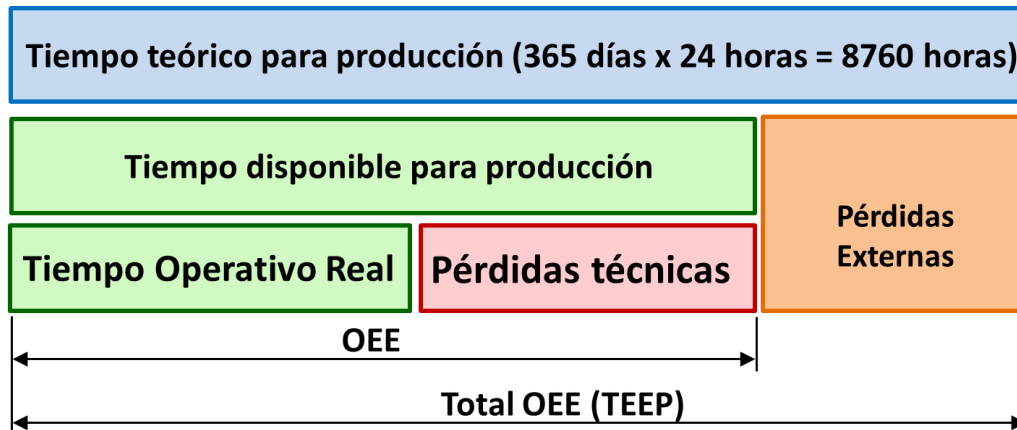 Tiempo teórico para producción (365 días x 24 horas = 8760 horas)
Tiempo disponible para producción
Pérdidas
Externas
Tiempo Operativo Real
Pérdidas técnicas
OEE
Total OEE (TEEP)